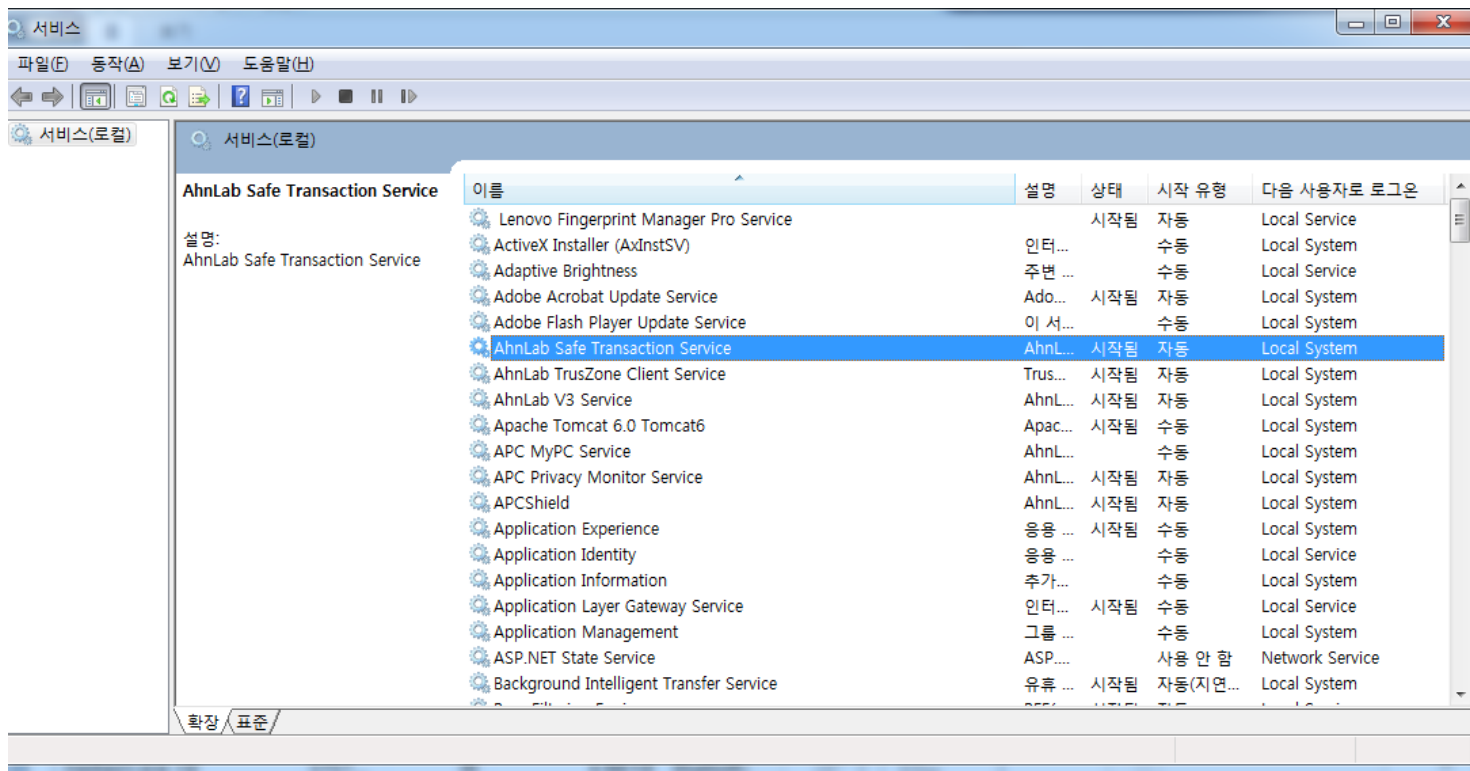 서비스
파일(F) 동작(A) 보기(V) 도움말(H)
서비스(로컬)
서비스(로컬)
AhnLab Safe Transaction Service
설명:
AhnLab Safe Transaction Service
이름 설명 상태 시작 유형 다음 사용자로 로그온
Lenovo Fingerprint Manager Pro Service 시작됨 자동 Local Service
ActiveX Installer (AxInstSV) 인터... 수동 Local System
Adaptive Brightness 주변 ... 수동 Local Service
Adobe Acrobat Update Service Ado... 시작됨 자동 Local System
Adobe Flash Player Update Service 이 서... 수동 Local System
AhnLab Safe Transaction Service AhnL... 시작됨 자동 Local System
AhnLab TrusZone Client Service Trus... 시작됨 자동 Local System
AhnLab V3 Service AhnL... 시작됨 자동 Local System
Apache Tomcat 6.0 Tomcat6 Apac... 시작됨 수동 Local System
APC MyPC Service AhnL... 수동 Local System
APC Privacy Monitor Service AhnL... 시작됨 자동 Local System
APCShield AhnL... 시작됨 자동 Local System
Application Experience 응용 ... 시작됨 수동 Local System
Application Identity 응용 ... 수동 Local Service
Application Information 추가... 수동 Local System
Application Layer Gateway Service 인터... 시작됨 수동 Local Service
Application Management 그룹 ... 수동 Local System
ASP.NET State Service ASP.... 사용 안 함 Network Service
Background Intelligent Transfer Service 유휴 ... 시작됨 자동(지연... Local System
확장 표준